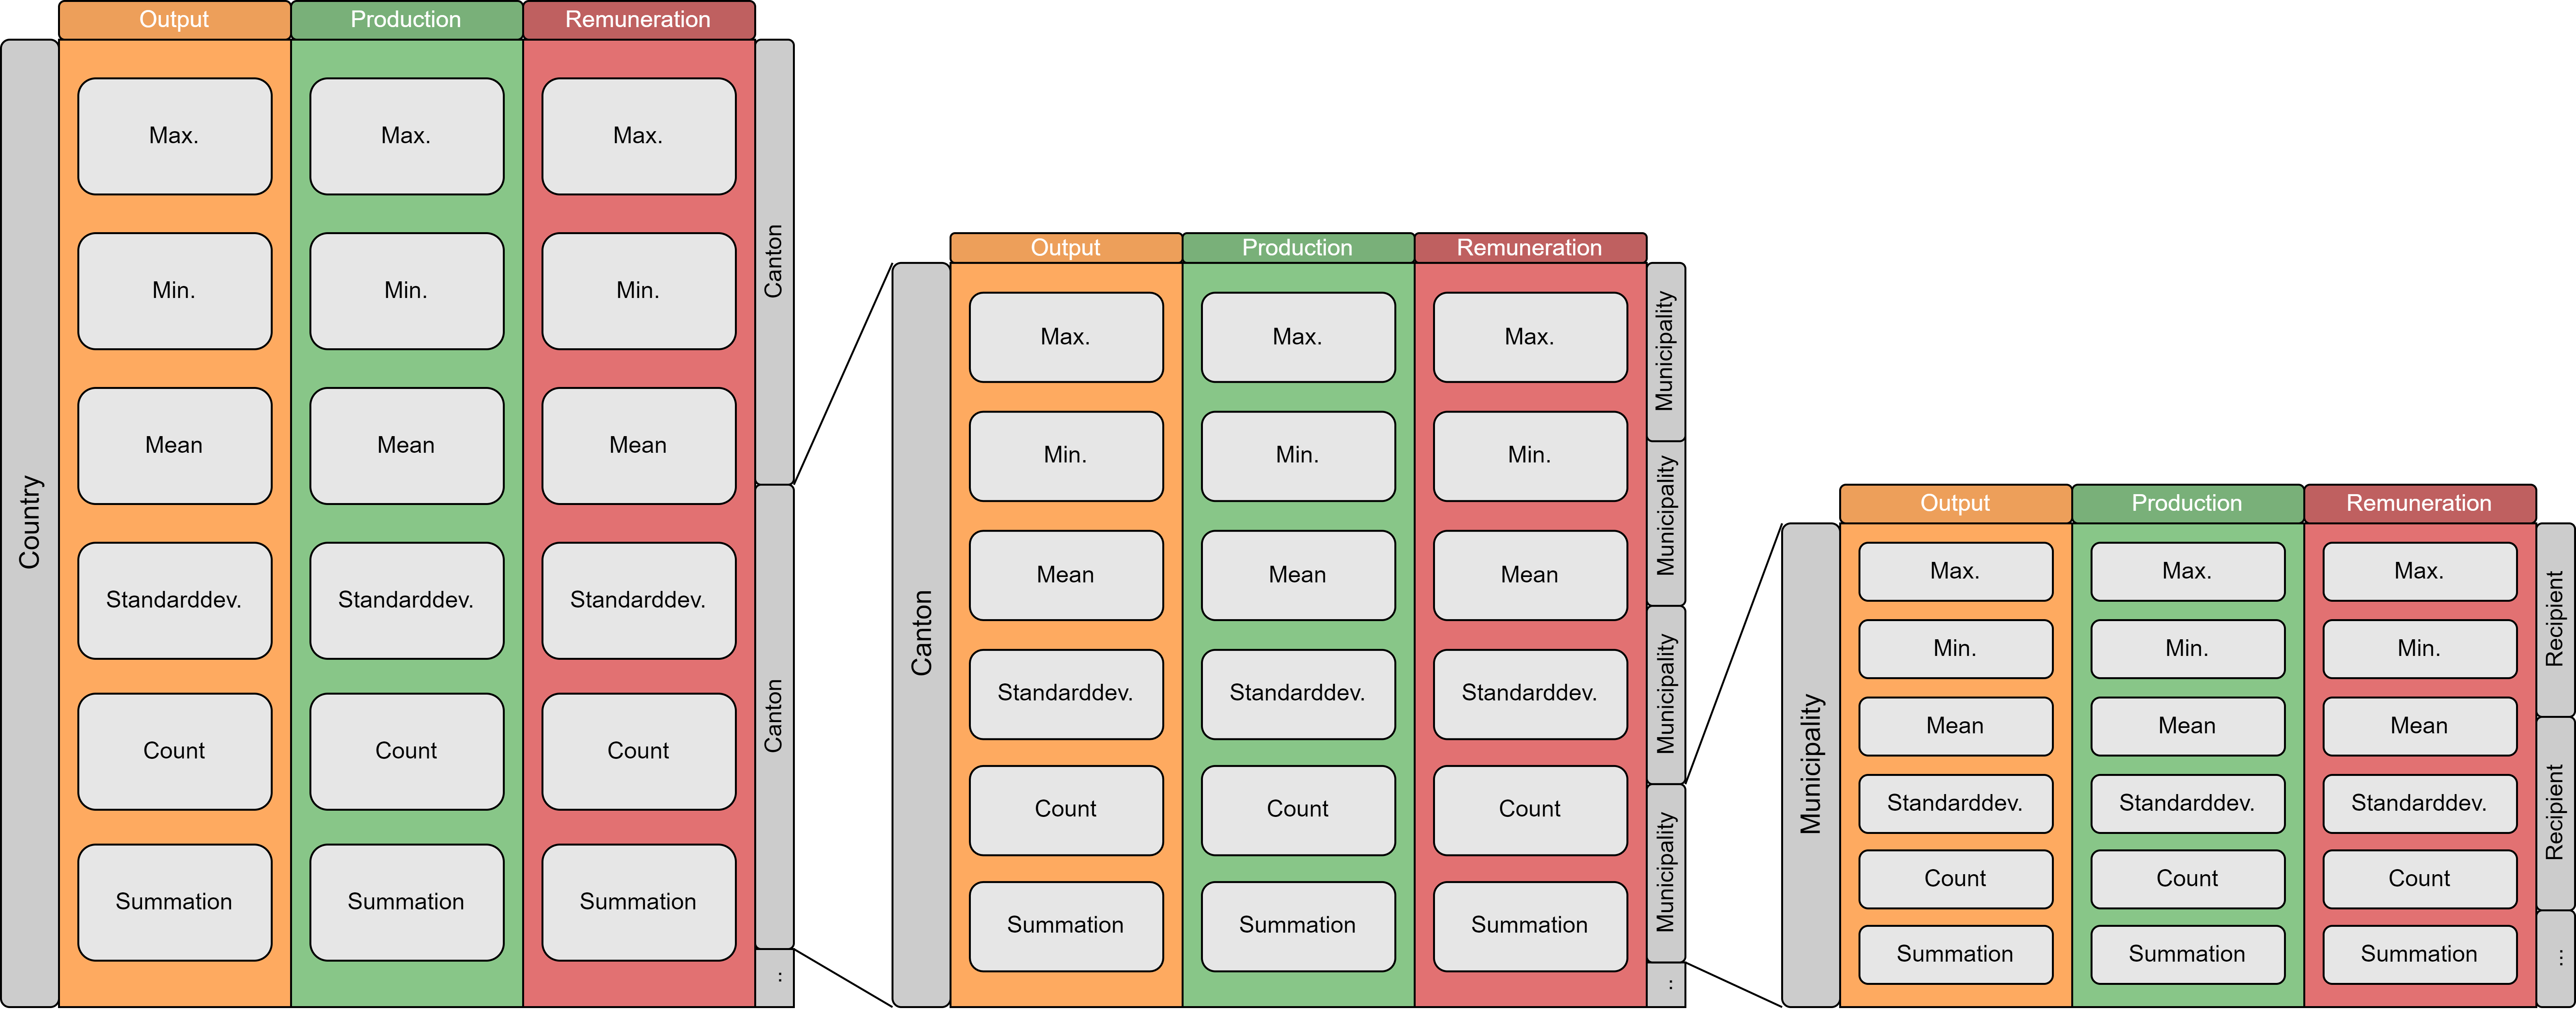 Output
Production
Remuneration
Country
Max.
Max.
Max.
Min.
Min.
Min.
Mean
Mean
Mean
Standarddev.
Standarddev.
Standarddev.
Count
Count
Count
Summation
Summation
Summation
Canton
Canton
..
Output
Production
Remuneration
Canton
Max.
Max.
Max.
Min.
Min.
Min.
Mean
Mean
Mean
Standarddev.
Standarddev.
Standarddev.
Count
Count
Count
Summation
Summation
Summation
Municipality
Municipality
Municipality
Municipality
..
Output
Production
Remuneration
Municipality
Max.
Max.
Max.
Min.
Min.
Min.
Mean
Mean
Mean
Standarddev.
Standarddev.
Standarddev.
Count
Count
Count
Summation
Summation
Summation
Recipient
Recipient
...